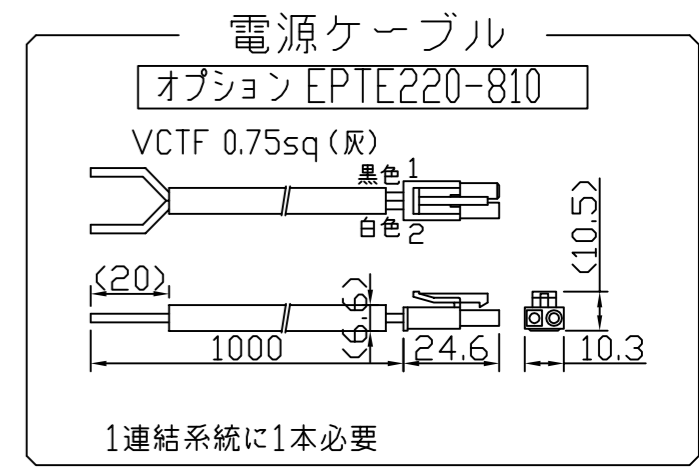 電源ケーブル
オプション EPTE220-810
VCTF 0.75sq (灰)
黒色 1
白色 2
(20)
(6.6)
(10.5)
1000
24.6
10.3
1連結系統に1本必要